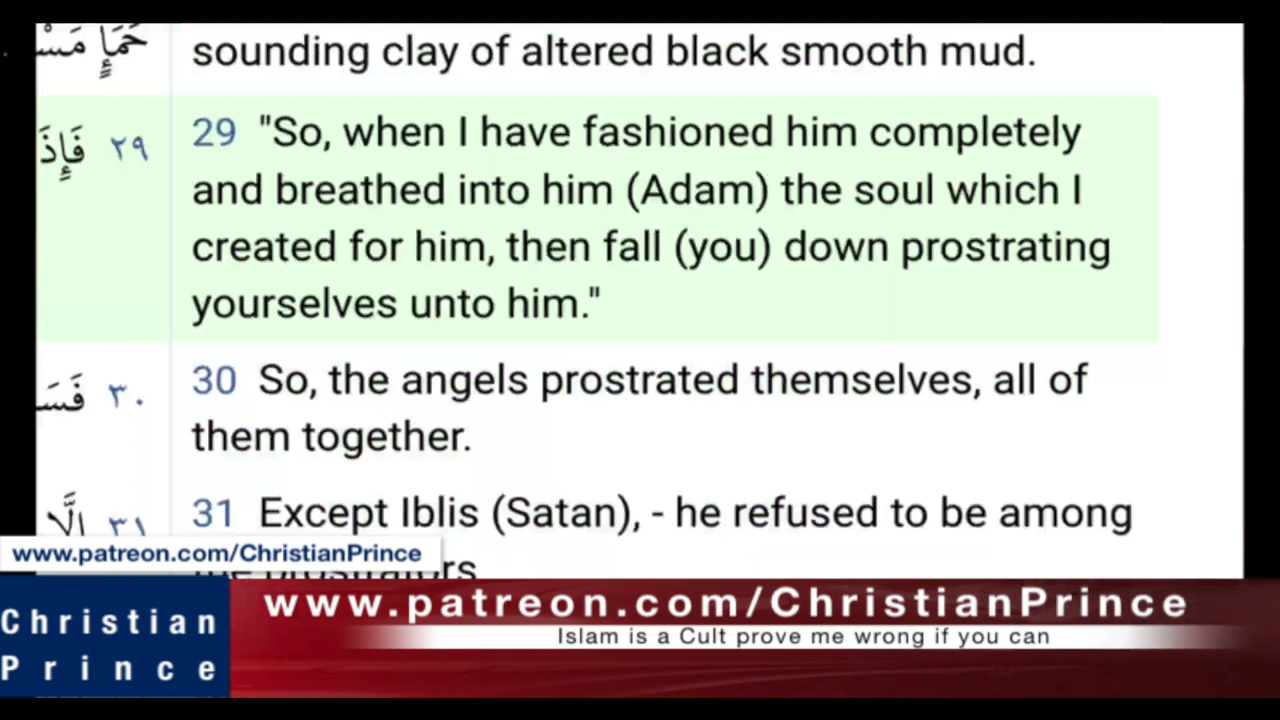 حَمَإٍ
sounding clay of altered black smooth mud.
٢٩
29 "So, when I have fashioned him completely
and breathed into him (Adam) the soul which I
created for him, then fall (you) down prostrating
yourselves unto him."
٣٠
30 So, the angels prostrated themselves, all of
them together.
إِلَّا ٣١
31 Except Iblis (Satan), - he refused to be among
the prostrators
www.patreon.com/ChristianPrince
Christian
Prince
www.patreon.com/ChristianPrince
Islam is a Cult prove me wrong if you can